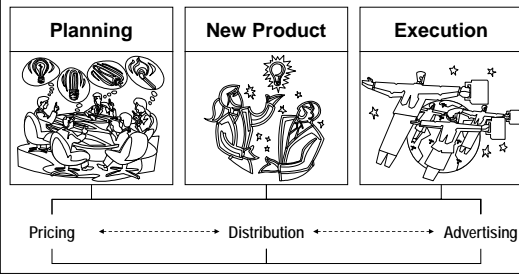 Planning
New Product
Execution
Pricing
Distribution
Advertising